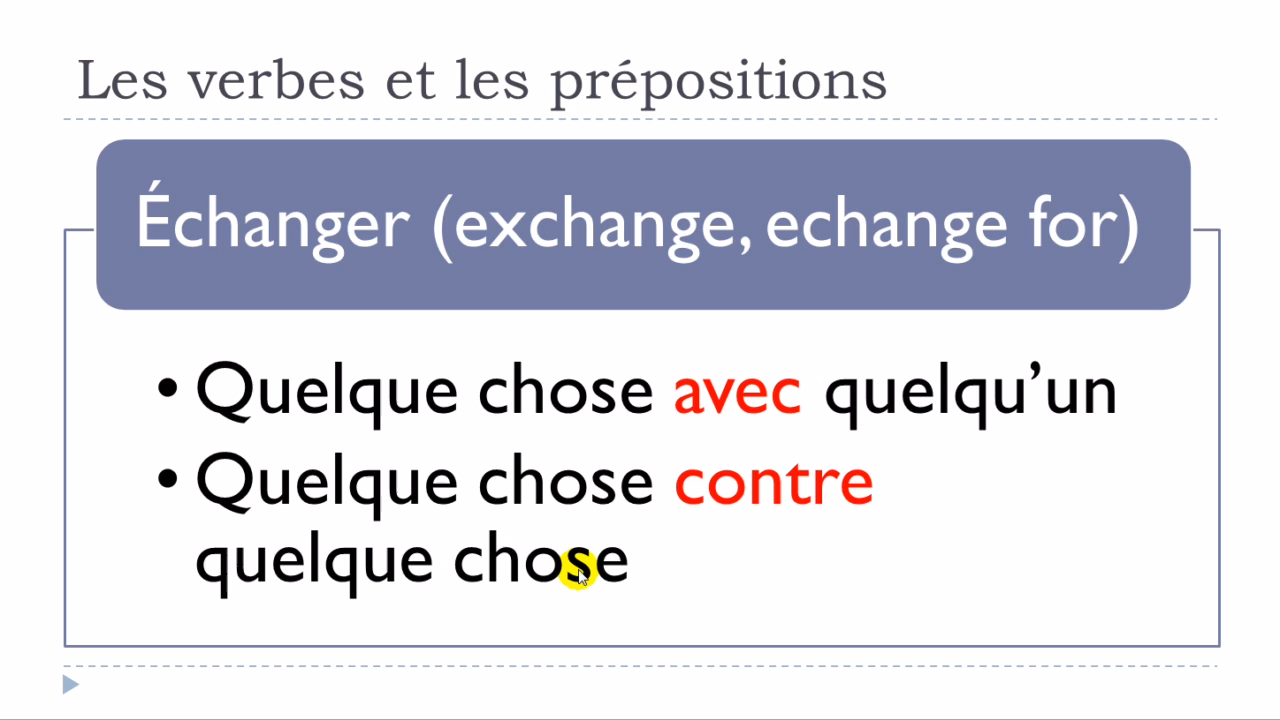 Les verbes et les prépositions
Échanger (exchange, echange for)
• Quelque chose avec quelqu’un
• Quelque chose contre
quelque chose